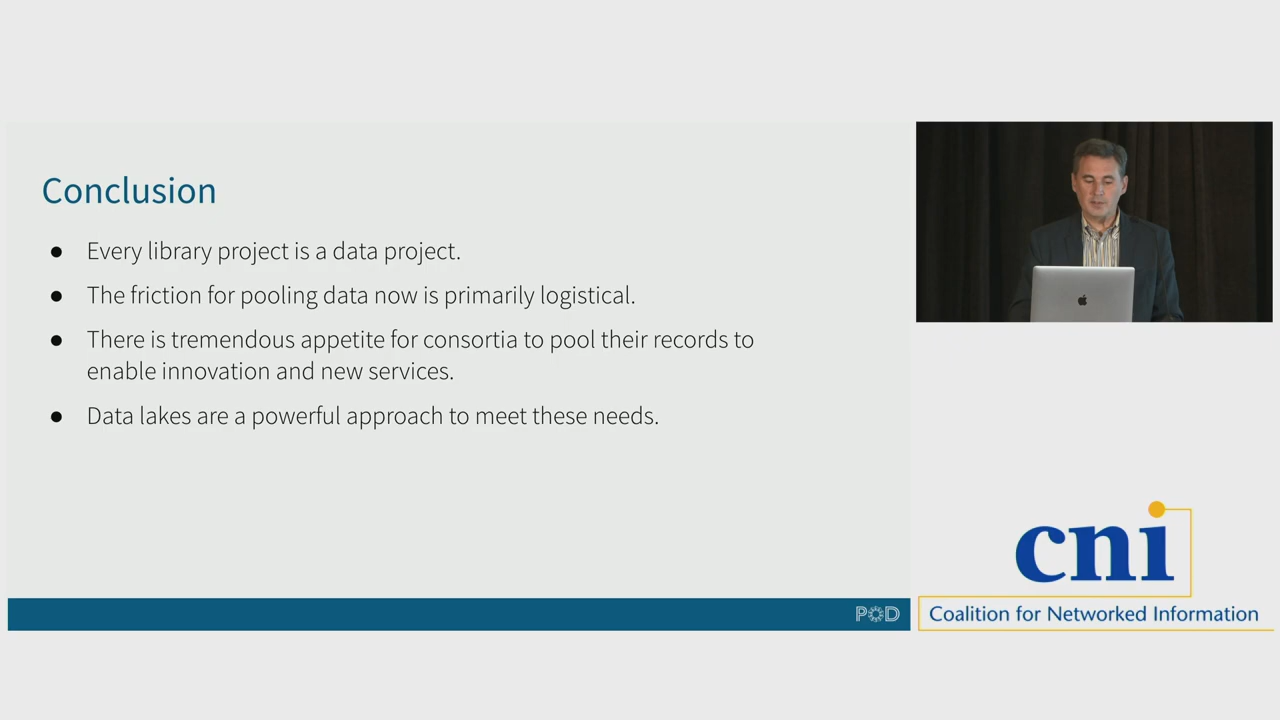 Conclusion
● Every library project is a data project.
● The friction for pooling data now is primarily logistical.
● There is tremendous appetite for consortia to pool their records to
enable innovation and new services.
● Data lakes are a powerful approach to meet these needs.
POD
cni
Coalition for Networked Information